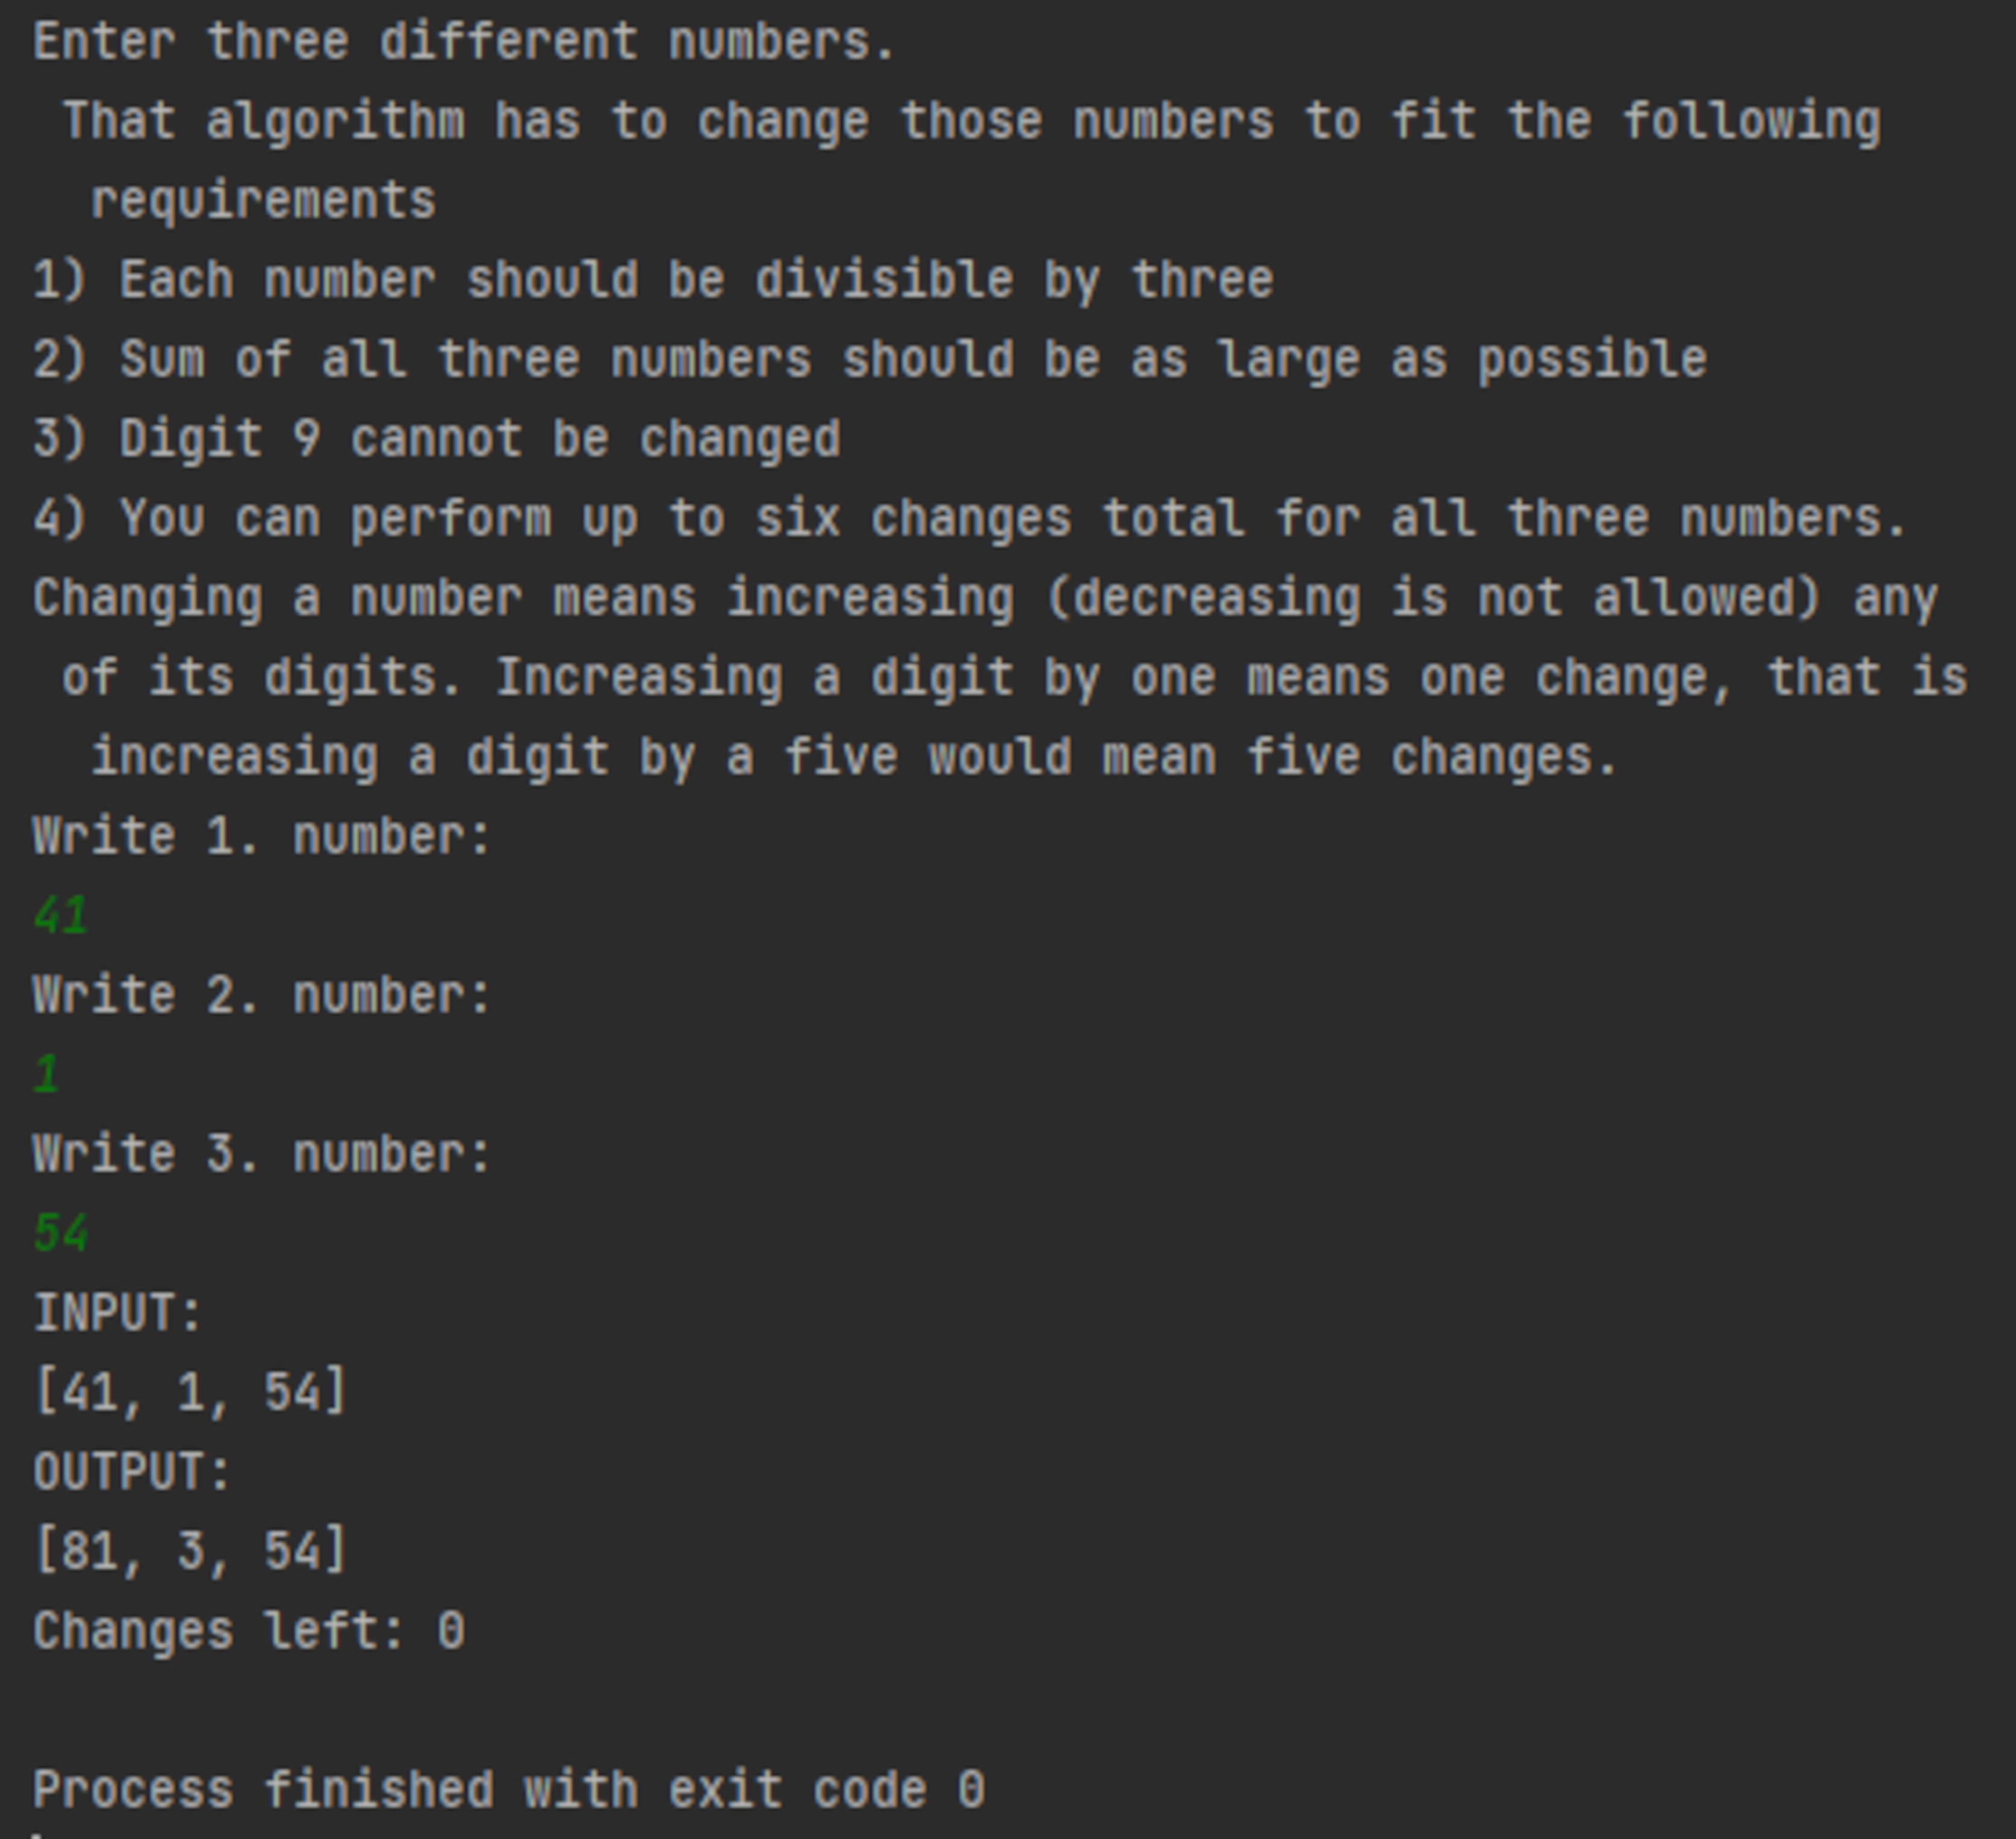 Enter three different numbers.
That algorithm has to change those numbers to fit the following
requirements
1) Each number should be divisible by three
2) Sum of all three numbers should be as large as possible
3) Digit 9 cannot be changed
4) You can perform up to six changes total for all three numbers.
Changing a number means increasing (decreasing is not allowed) any
of its digits. Increasing a digit by one means one change, that is
increasing a digit by a five would mean five changes.
Write 1. number:
41
Write 2. number:
1
Write 3. number:
54
INPUT:
[41, 1, 54]
OUTPUT:
[81, 3, 54]
Changes left: 0
Process finished with exit code 0